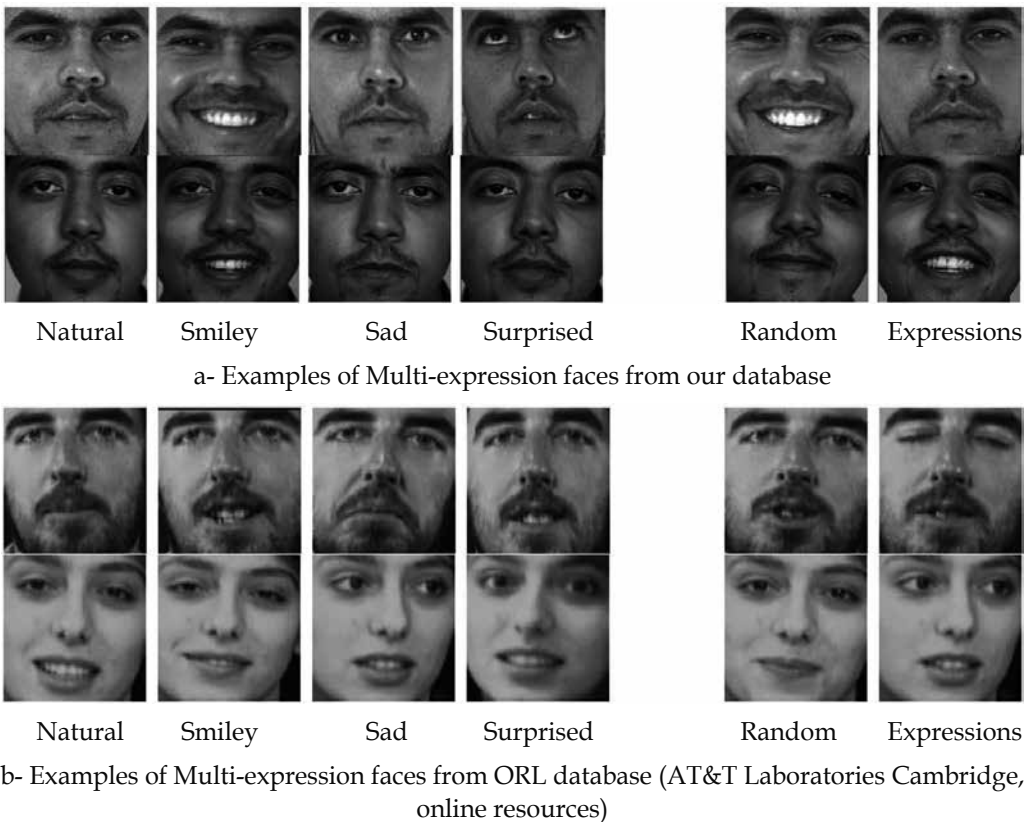 Natural Smiley Sad Surprised Random Expressions
a- Examples of Multi-expression faces from our database
Natural Smiley Sad Surprised Random Expressions
b- Examples of Multi-expression faces from ORL database (AT&T Laboratories Cambridge,
online resources)